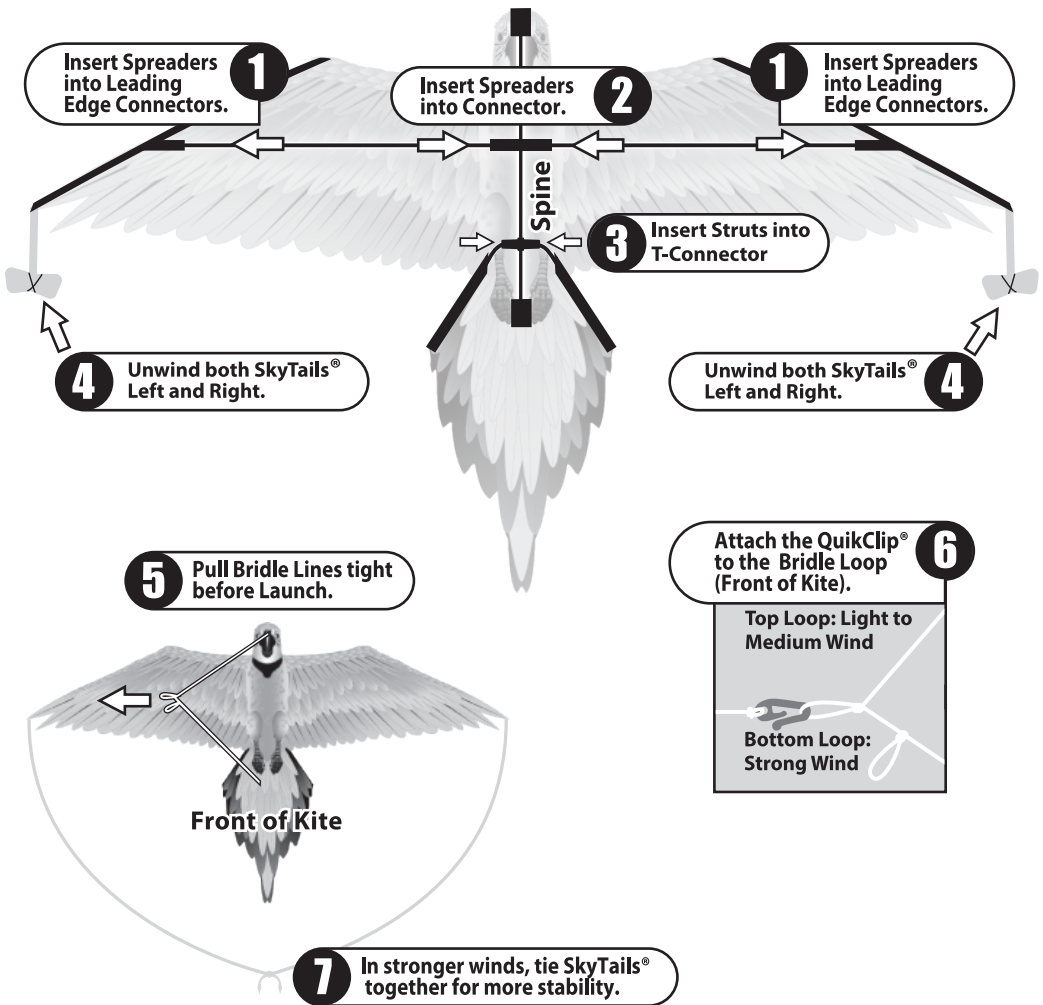 1
Insert Spreaders
into Leading
Edge Connectors.
2
Insert Spreaders
into Connector.
1
Insert Spreaders
into Leading
Edge Connectors.
Spine
3
Insert Struts into
T-Connector
4
Unwind both SkyTails®
Left and Right.
4
Unwind both SkyTails®
Left and Right.
5
Pull Bridle Lines tight
before Launch.
Front of Kite
6
Attach the QuikClip®
to the Bridle Loop
(Front of Kite).
Top Loop: Light to
Medium Wind
Bottom Loop:
Strong Wind
7
In stronger winds, tie SkyTails®
together for more stability.